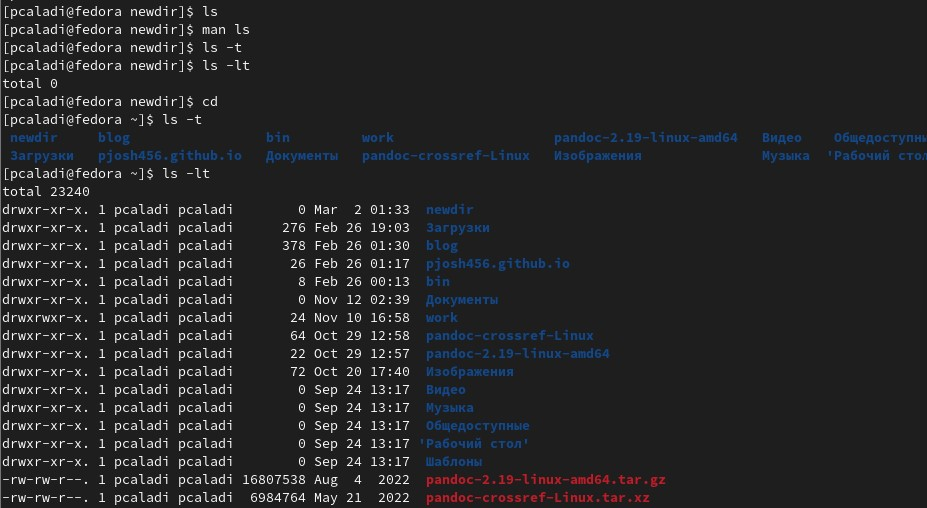 [pcaladi@fedora newdir]$ ls
[pcaladi@fedora newdir]$ man ls
[pcaladi@fedora newdir]$ ls -t
[pcaladi@fedora newdir]$ ls -lt
total 0
[pcaladi@fedora newdir]$ cd
[pcaladi@fedora ~]$ ls -t
newdir blog bin work pandoc-2.19-linux-amd64 Видео
Загрузки pjosh456.github.io Документы pandoc-crossref-Linux Изображения Музыка 'Рабочий
[pcaladi@fedora ~]$ ls -lt
total 23240
drwxr-xr-x. 1 pcaladi pcaladi 0 Mar 2 01:33 newdir
drwxr-xr-x. 1 pcaladi pcaladi 276 Feb 26 19:03 Загрузки
drwxr-xr-x. 1 pcaladi pcaladi 378 Feb 26 01:30 blog
drwxr-xr-x. 1 pcaladi pcaladi 26 Feb 26 01:17 pjosh456.github.io
drwxr-xr-x. 1 pcaladi pcaladi 8 Feb 26 00:13 bin
drwxr-xr-x. 1 pcaladi pcaladi 0 Nov 12 02:39 Документы
drwxrwxr-x. 1 pcaladi pcaladi 24 Nov 10 16:58 work
drwxr-xr-x. 1 pcaladi pcaladi 64 Oct 29 12:58 pandoc-crossref-Linux
drwxr-xr-x. 1 pcaladi pcaladi 22 Oct 29 12:57 pandoc-2.19-linux-amd64
drwxr-xr-x. 1 pcaladi pcaladi 72 Oct 20 17:40 Изображения
drwxr-xr-x. 1 pcaladi pcaladi 0 Sep 24 13:17 Видео
drwxr-xr-x. 1 pcaladi pcaladi 0 Sep 24 13:17 Музыка
drwxr-xr-x. 1 pcaladi pcaladi 0 Sep 24 13:17 Общедоступные
drwxr-xr-x. 1 pcaladi pcaladi 0 Sep 24 13:17 'Рабочий стол'
drwxr-xr-x. 1 pcaladi pcaladi 0 Sep 24 13:17 Шаблоны
-rw-rw-r--. 1 pcaladi pcaladi 16807538 Aug 4 2022 pandoc-2.19-linux-amd64.tar.gz
-rw-rw-r--. 1 pcaladi pcaladi 6984764 May 21 2022 pandoc-crossref-Linux.tar.xz